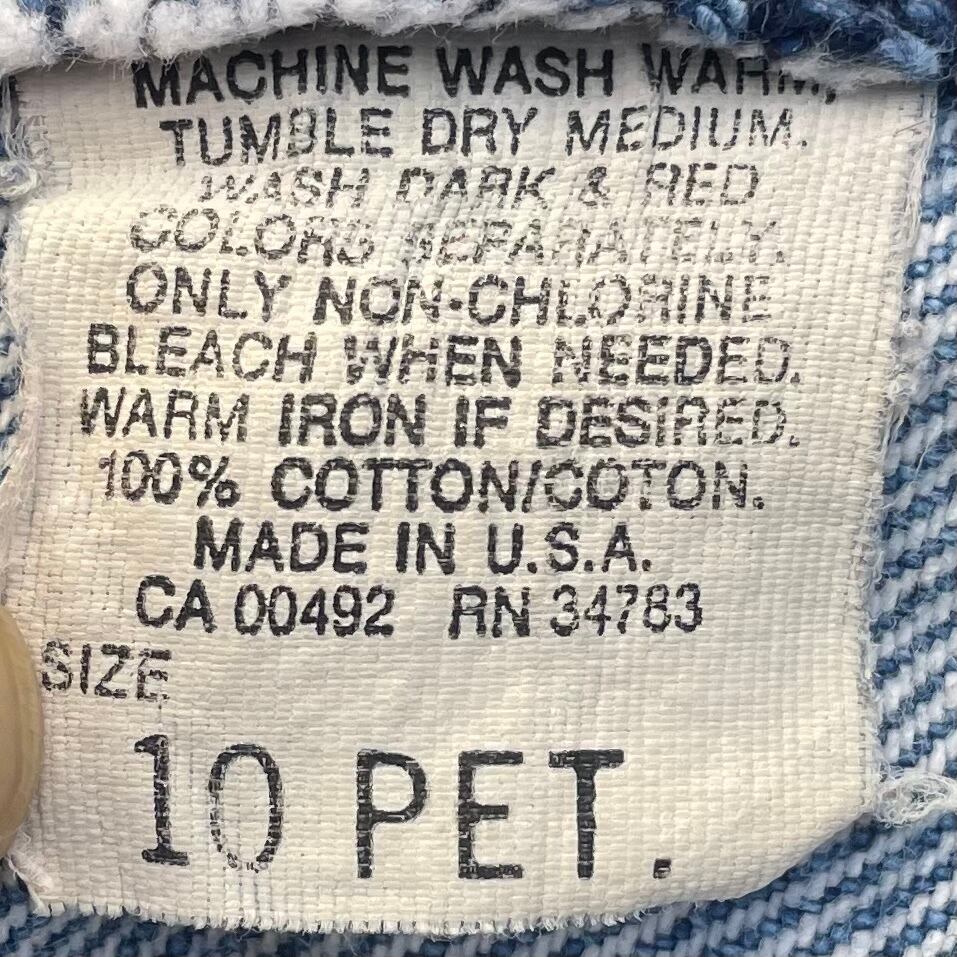 MACHINE WASH WARM,
TUMBLE DRY MEDIUM.
WASH DARK & RED
COLORS SEPARATELY.
ONLY NON-CHLORINE
BLEACH WHEN NEEDED.
WARM IRON IF DESIRED.
100% COTTON/COTON.
MADE IN U.S.A.
CA 00492 RN 34783
SIZE
10 PET.